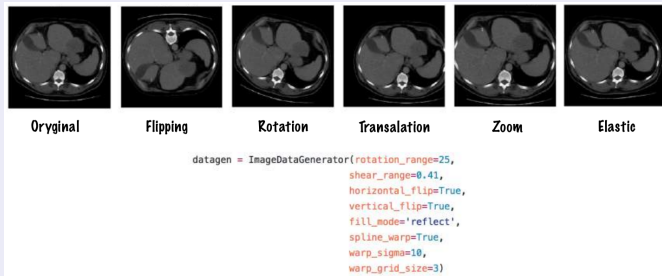 Oryginal Flipping Rotation Transalation Zoom Elastic
datagen = ImageDataGenerator(rotation_range=25,
shear_range=0.41,
horizontal_flip=True,
vertical_flip=True,
fill_mode='reflect',
spline_warp=True,
warp_sigma=10,
warp_grid_size=3)